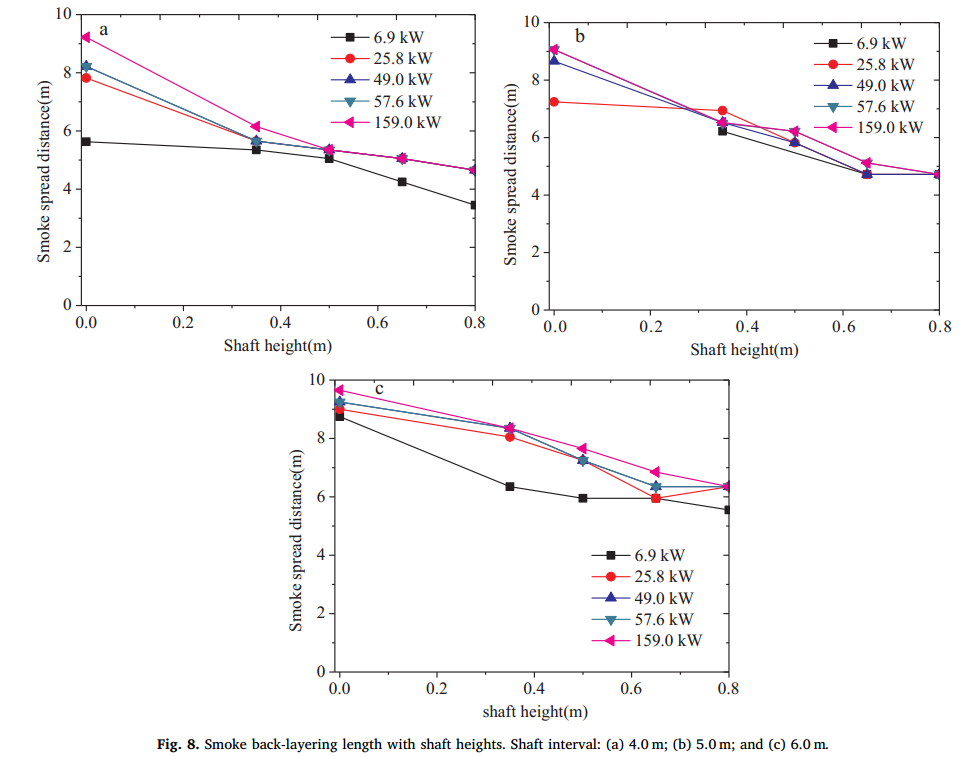 a
10
8
6
4
2
0
Smoke spread distance(m)
0.0 0.2 0.4 0.6 0.8
Shaft height(m)
6.9 kW
25.8 kW
49.0 kW
57.6 kW
159.0 kW
b
10
8
6
4
2
0
Smoke spread distance(m)
0.0 0.2 0.4 0.6 0.8
Shaft height(m)
6.9 kW
25.8 kW
49.0 kW
57.6 kW
159.0 kW
c
10
8
6
4
2
0
Smoke spread distance(m)
0.0 0.2 0.4 0.6 0.8
shaft height(m)
6.9 kW
25.8 kW
49.0 kW
57.6 kW
159.0 kW
Fig. 8. Smoke back-layering length with shaft heights. Shaft interval: (a) 4.0 m; (b) 5.0 m; and (c) 6.0 m.